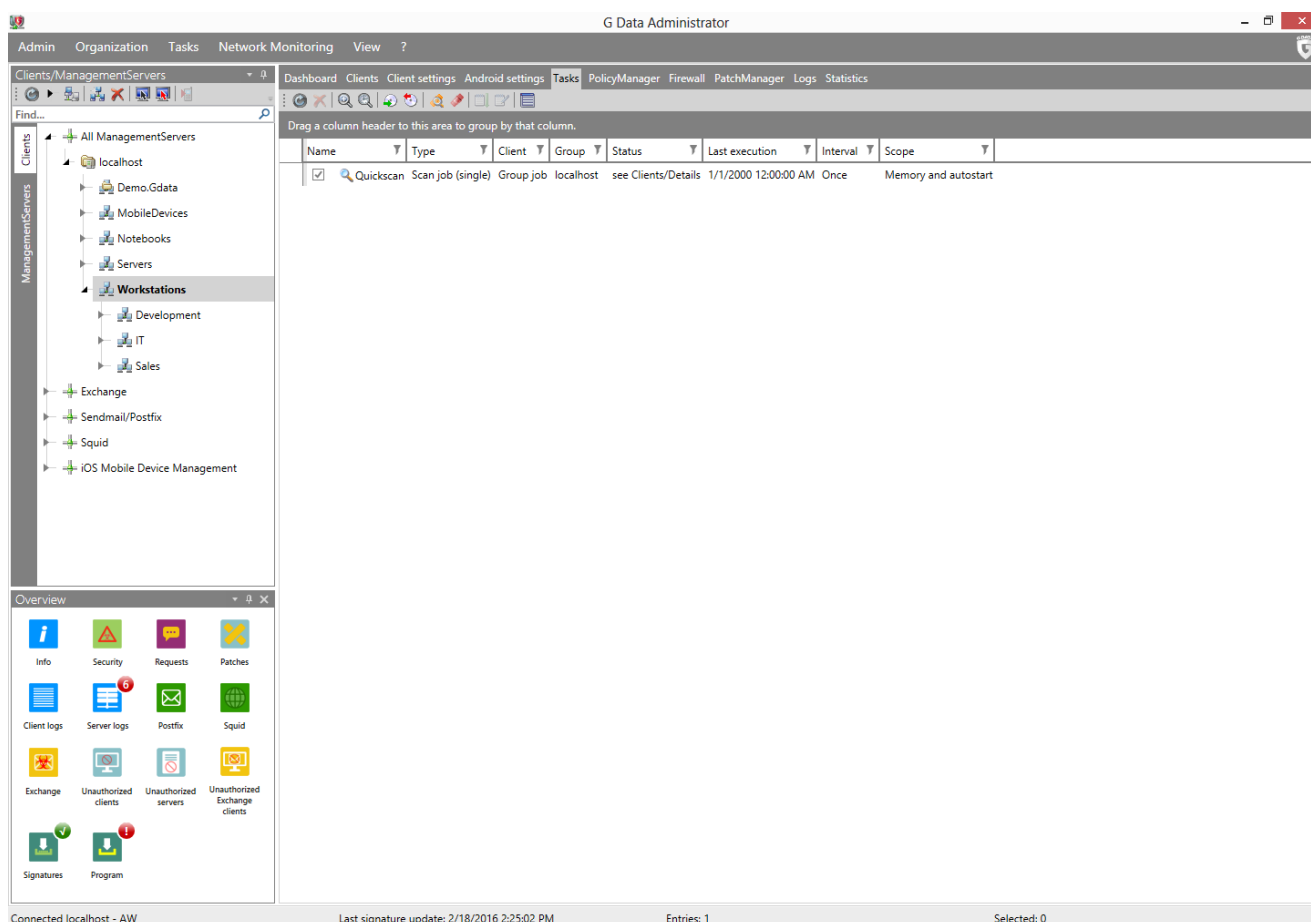 G Data Administrator
Admin Organization Tasks Network Monitoring View ?
Clients/ManagementServers
Find...
Clients
ManagementServers
All ManagementServers
localhost
Demo.Gdata
MobileDevices
Notebooks
Servers
Workstations
Development
IT
Sales
Exchange
Sendmail/Postfix
Squid
iOS Mobile Device Management
Dashboard Clients Client settings Android settings Tasks PolicyManager Firewall PatchManager Logs Statistics
Drag a column header to this area to group by that column.
Name Type Client Group Status Last execution Interval Scope
Quickscan Scan job (single) Group job localhost see Clients/Details 1/1/2000 12:00:00 AM Once Memory and autostart
Overview
i
Info Security Requests Patches
6
Client logs Server logs Postfix Squid
Exchange Unauthorized clients Unauthorized servers Unauthorized Exchange clients
Signatures Program
Connected localhost - AW Last signature update: 2/18/2016 2:25:02 PM Entries: 1 Selected: 0